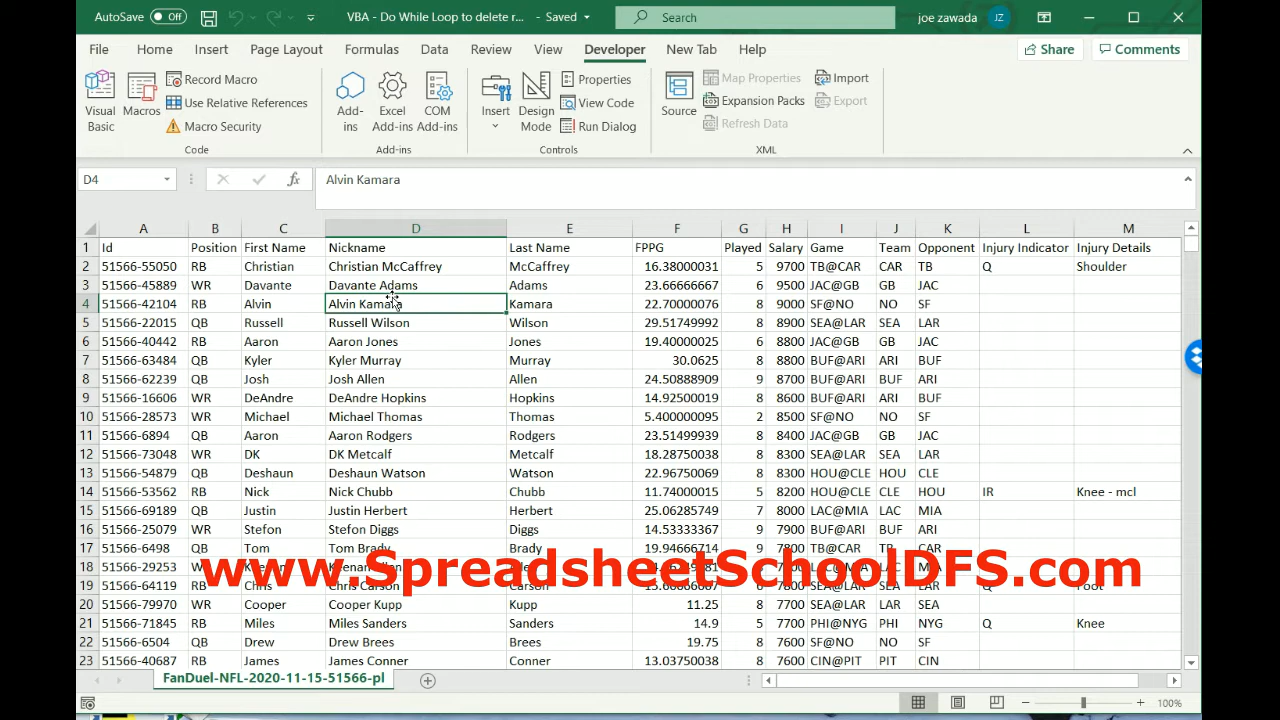 AutoSave Off VBA - Do While Loop to delete r... - Saved Search joe zawada JZ
File Home Insert Page Layout Formulas Data Review View Developer New Tab Help Share Comments
Visual Basic Macros Record Macro Use Relative References Macro Security Code
Add-ins Excel Add-ins COM Add-ins Add-ins
Insert Design Mode Properties View Code Run Dialog Controls
Source Map Properties Expansion Packs Refresh Data Import Export XML
D4 fx Alvin Kamara
A B C D E F G H I J K L M
1 Id Position First Name Nickname Last Name FPPG Played Salary Game Team Opponent Injury Indicator Injury Details
2 51566-55050 RB Christian Christian McCaffrey McCaffrey 16.38000031 5 9700 TB@CAR CAR TB Q Shoulder
3 51566-45889 WR Davante Davante Adams Adams 23.66666667 6 9500 JAC@GB GB JAC
4 51566-42104 RB Alvin Alvin Kamara Kamara 22.70000076 8 9000 SF@NO NO SF
5 51566-22015 QB Russell Russell Wilson Wilson 29.51749992 8 8900 SEA@LAR SEA LAR
6 51566-40442 RB Aaron Aaron Jones Jones 19.40000025 6 8800 JAC@GB GB JAC
7 51566-63484 QB Kyler Kyler Murray Murray 30.0625 8 8800 BUF@ARI ARI BUF
8 51566-62239 QB Josh Josh Allen Allen 24.50888909 9 8700 BUF@ARI BUF ARI
9 51566-16606 WR DeAndre DeAndre Hopkins Hopkins 14.92500019 8 8600 BUF@ARI ARI BUF
10 51566-28573 WR Michael Michael Thomas Thomas 5.400000095 2 8500 SF@NO NO SF
11 51566-6894 QB Aaron Aaron Rodgers Rodgers 23.51499939 8 8400 JAC@GB GB JAC
12 51566-73048 WR DK DK Metcalf Metcalf 18.28750038 8 8300 SEA@LAR SEA LAR
13 51566-54879 QB Deshaun Deshaun Watson Watson 22.96750069 8 8300 HOU@CLE HOU CLE
14 51566-53562 RB Nick Nick Chubb Chubb 11.74000015 5 8200 HOU@CLE CLE HOU IR Knee - mcl
15 51566-69189 QB Justin Justin Herbert Herbert 25.06285749 7 8000 LAC@MIA LAC MIA
16 51566-25079 WR Stefon Stefon Diggs Diggs 14.53333367 9 7900 BUF@ARI BUF ARI
17 51566-6498 QB Tom Tom Brady Brady 19.94666714 9 7800 TB@CAR TB CAR
www.SpreadsheetSchoolDFS.com
18 51566-29253
19 51566-64119 RB Chris Chris Carson Carson
20 51566-79970 WR Cooper Cooper Kupp Kupp 11.25 8 7700 SEA@LAR LAR SEA
21 51566-71845 RB Miles Miles Sanders Sanders 14.9 5 7700 PHI@NYG PHI NYG Q Knee
22 51566-6504 QB Drew Drew Brees Brees 19.75 8 7600 SF@NO NO SF
23 51566-40687 RB James James Conner Conner 13.03750038 8 7600 CIN@PIT PIT CIN
FanDuel-NFL-2020-11-15-51566-pl
100%